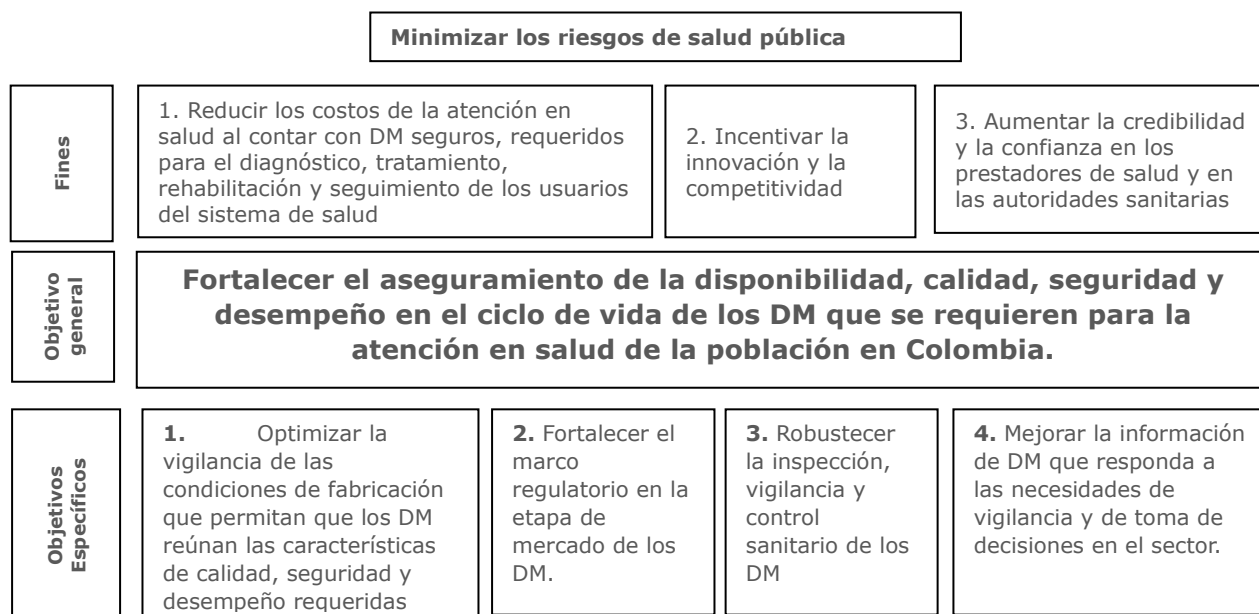 Minimizar los riesgos de salud pública
Fines
1. Reducir los costos de la atención en
salud al contar con DM seguros, requeridos
para el diagnóstico, tratamiento,
rehabilitación y seguimiento de los usuarios
del sistema de salud
2. Incentivar la
innovación y la
competitividad
3. Aumentar la credibilidad
y la confianza en los
prestadores de salud y en
las autoridades sanitarias
Objetivo
general
Fortalecer el aseguramiento de la disponibilidad, calidad, seguridad y
desempeño en el ciclo de vida de los DM que se requieren para la
atención en salud de la población en Colombia.
Objetivos
Específicos
1. Optimizar la
vigilancia de las
condiciones de fabricación
que permitan que los DM
reúnan las características
de calidad, seguridad y
desempeño requeridas
2. Fortalecer el
marco
regulatorio en la
etapa de
mercado de los
DM.
3. Robustecer
la inspección,
vigilancia y
control
sanitario de los
DM
4. Mejorar la información
de DM que responda a
las necesidades de
vigilancia y de toma de
decisiones en el sector.